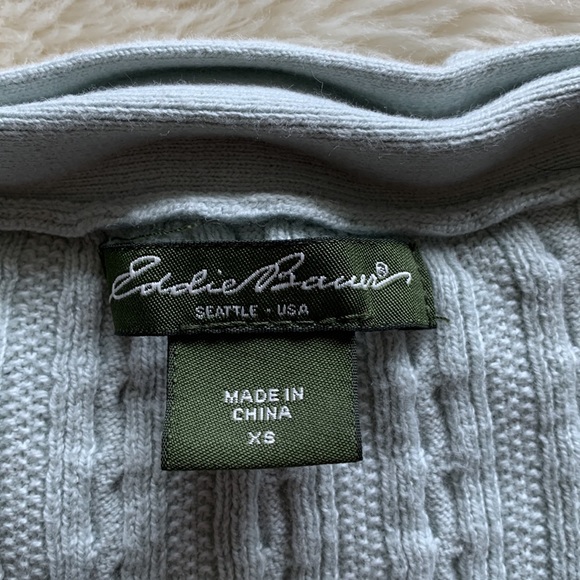 Eddie Bauer®
SEATTLE · USA
MADE IN
CHINA
XS